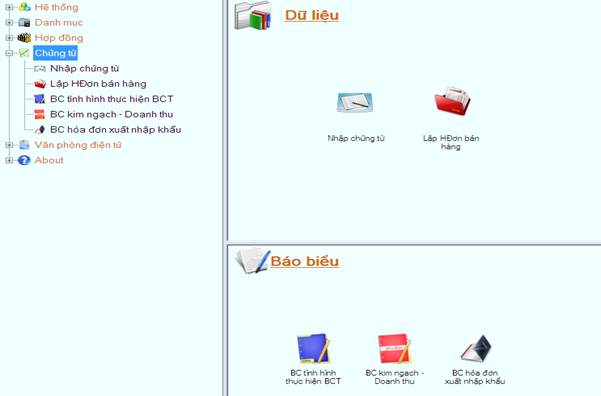 Hệ thống
Danh mục
Hợp đồng
Chứng từ
Nhập chứng từ
Lập HĐơn bán hàng
BC tình hình thực hiện BCT
BC kim ngạch - Doanh thu
BC hóa đơn xuất nhập khẩu
Văn phòng điện tử
About
Dữ liệu
Nhập chứng từ
Lập HĐơn bán
hàng
Báo biểu
BC tình hình
thực hiện BCT
BC kim ngạch -
Doanh thu
BC hóa đơn
xuất nhập khẩu